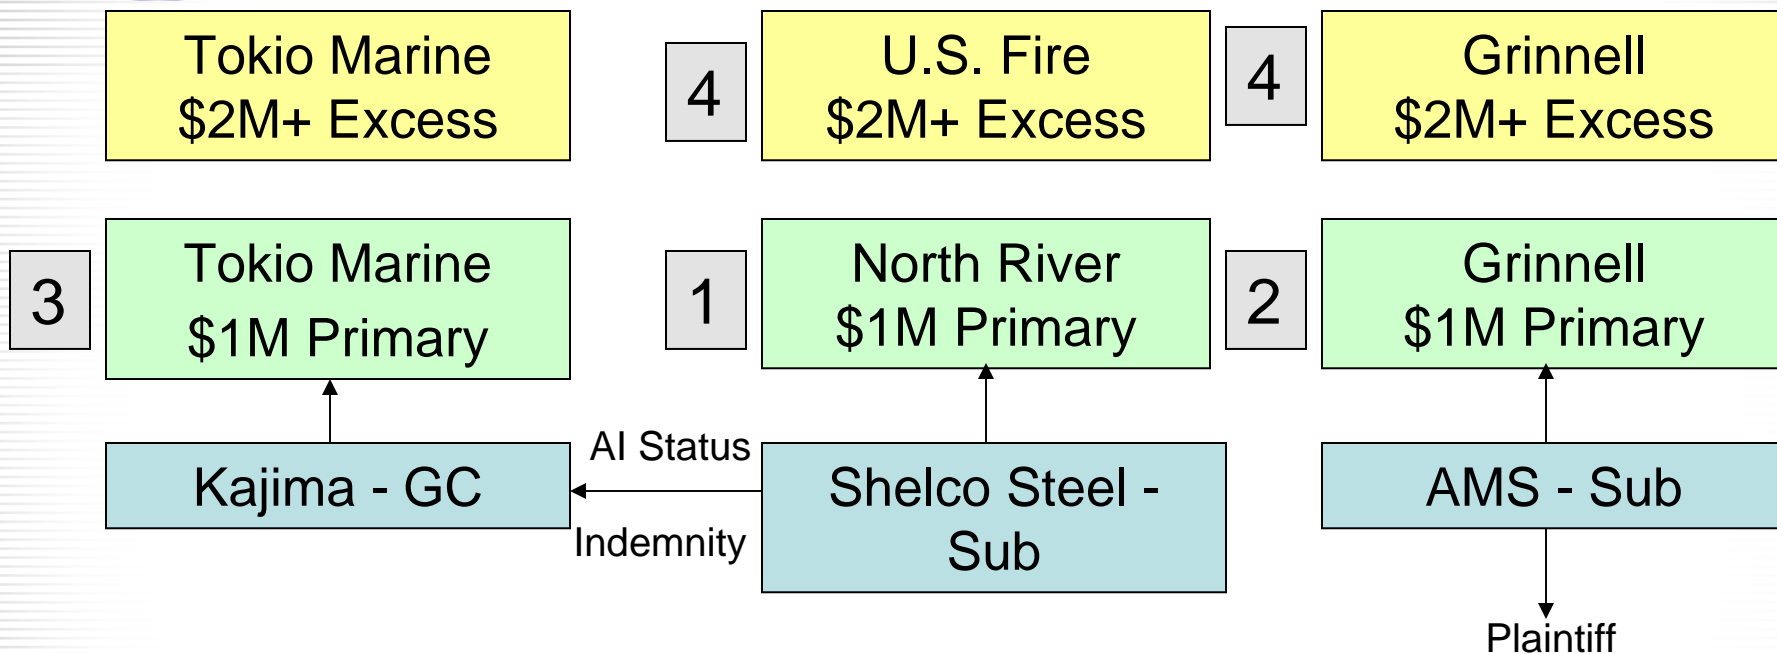 Tokio Marine
$2M+ Excess
4
U.S. Fire
$2M+ Excess
4
Grinnell
$2M+ Excess
3
Tokio Marine
$1M Primary
1
North River
$1M Primary
2
Grinnell
$1M Primary
Kajima - GC
AI Status
Indemnity
Shelco Steel -
Sub
AMS - Sub
Plaintiff